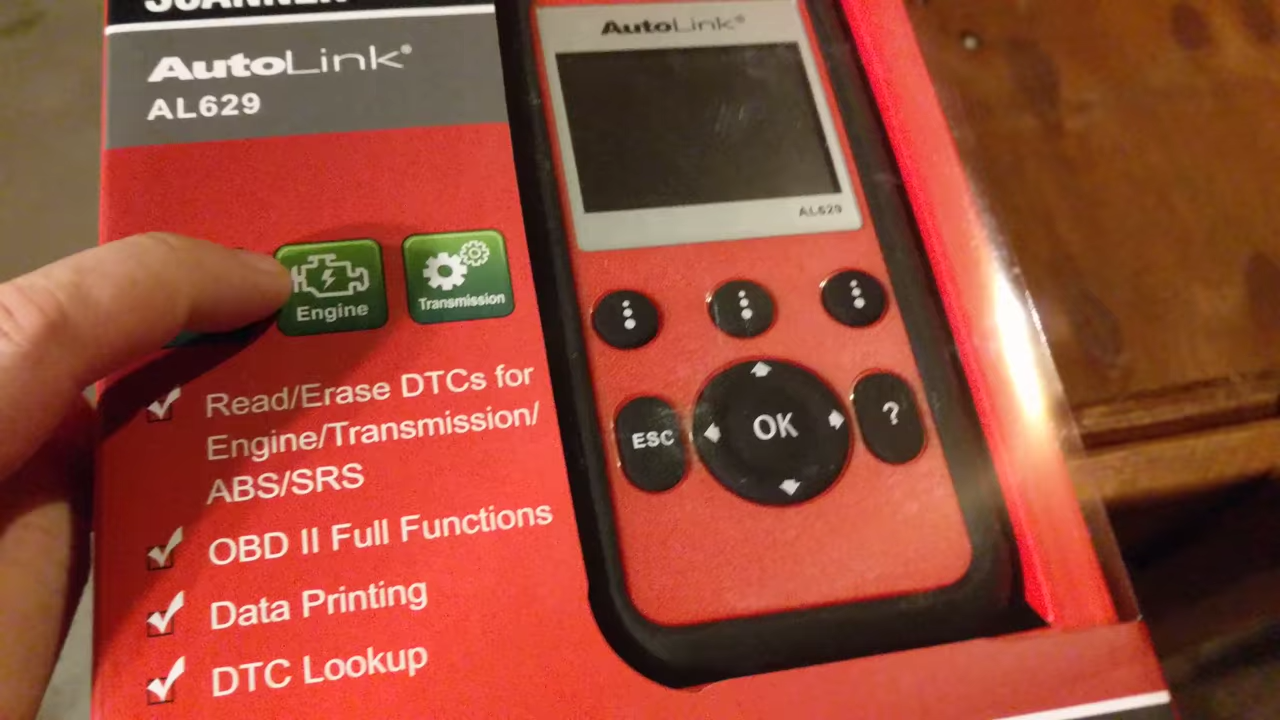 SCANNER
AutoLink®
AL629
Engine
Transmission
Read/Erase DTCs for
Engine/Transmission/
ABS/SRS
OBD II Full Functions
Data Printing
DTC Lookup
AutoLink®
AL629
ESC
OK
?